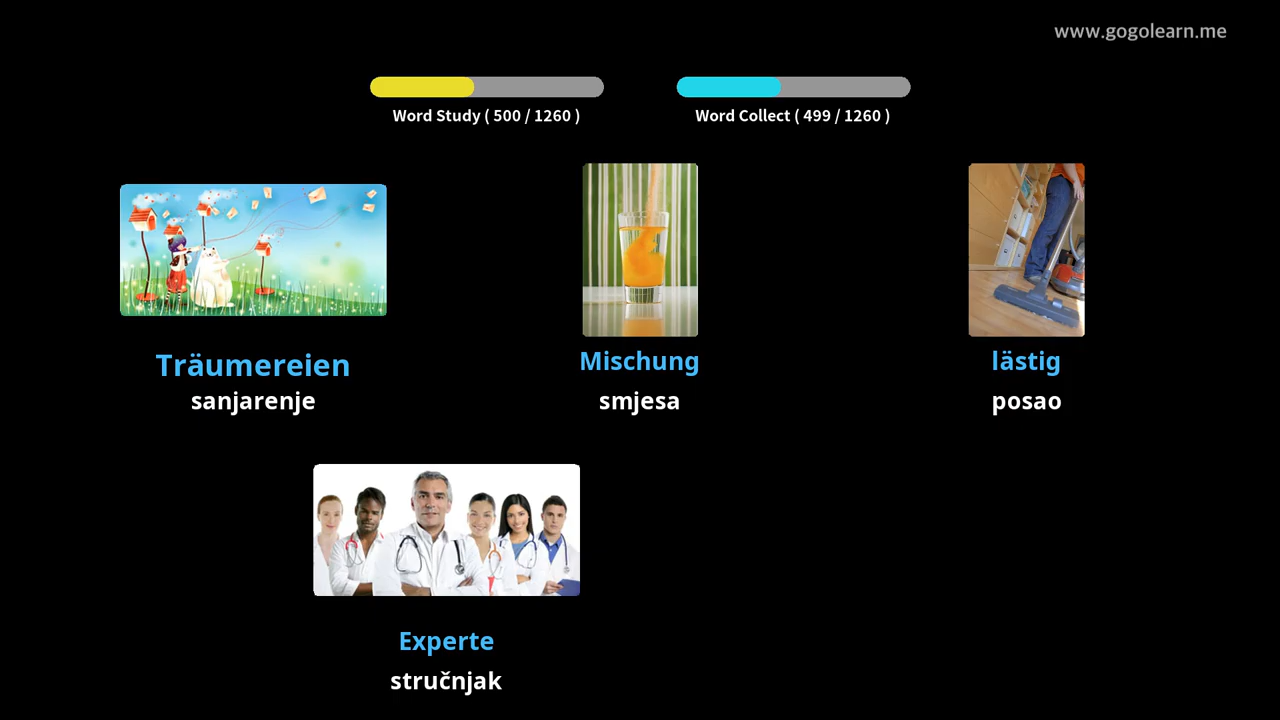 www.gogolearn.me
Word Study ( 500 / 1260 )
Word Collect ( 499 / 1260 )
Träumereien
sanjarenje
Mischung
smjesa
lästig
posao
Experte
stručnjak